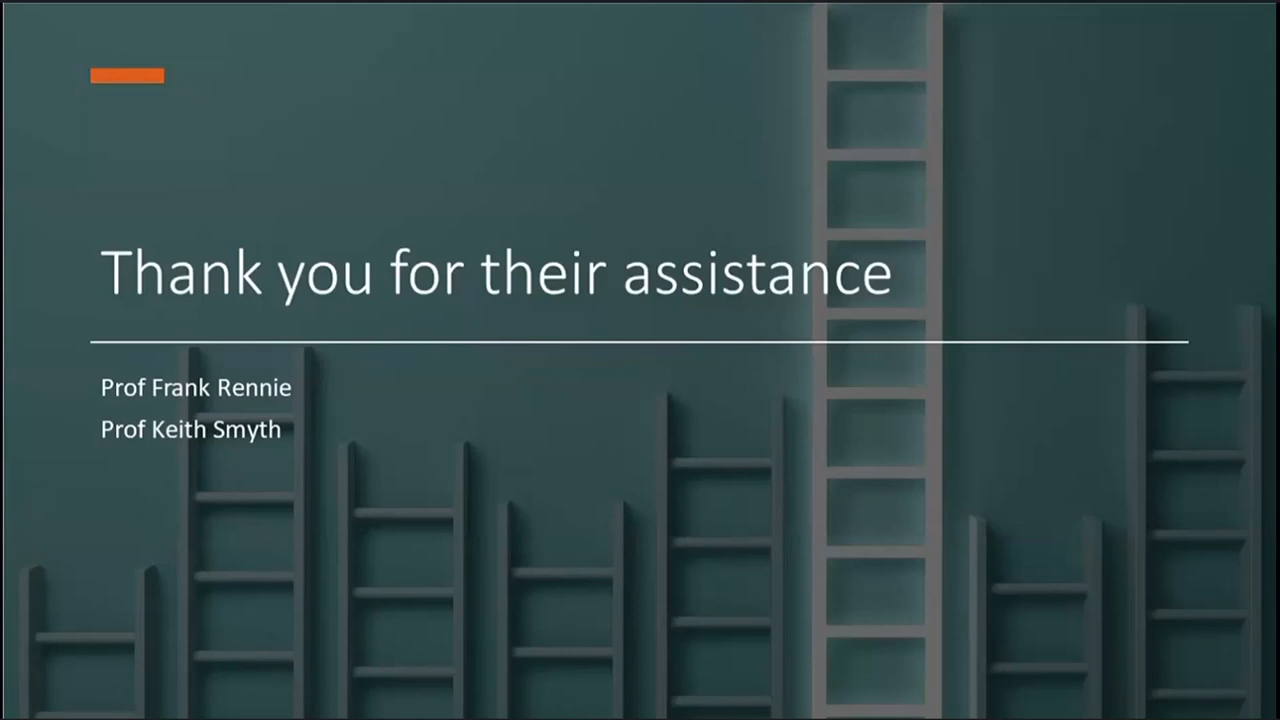 Thank you for their assistance
Prof Frank Rennie
Prof Keith Smyth